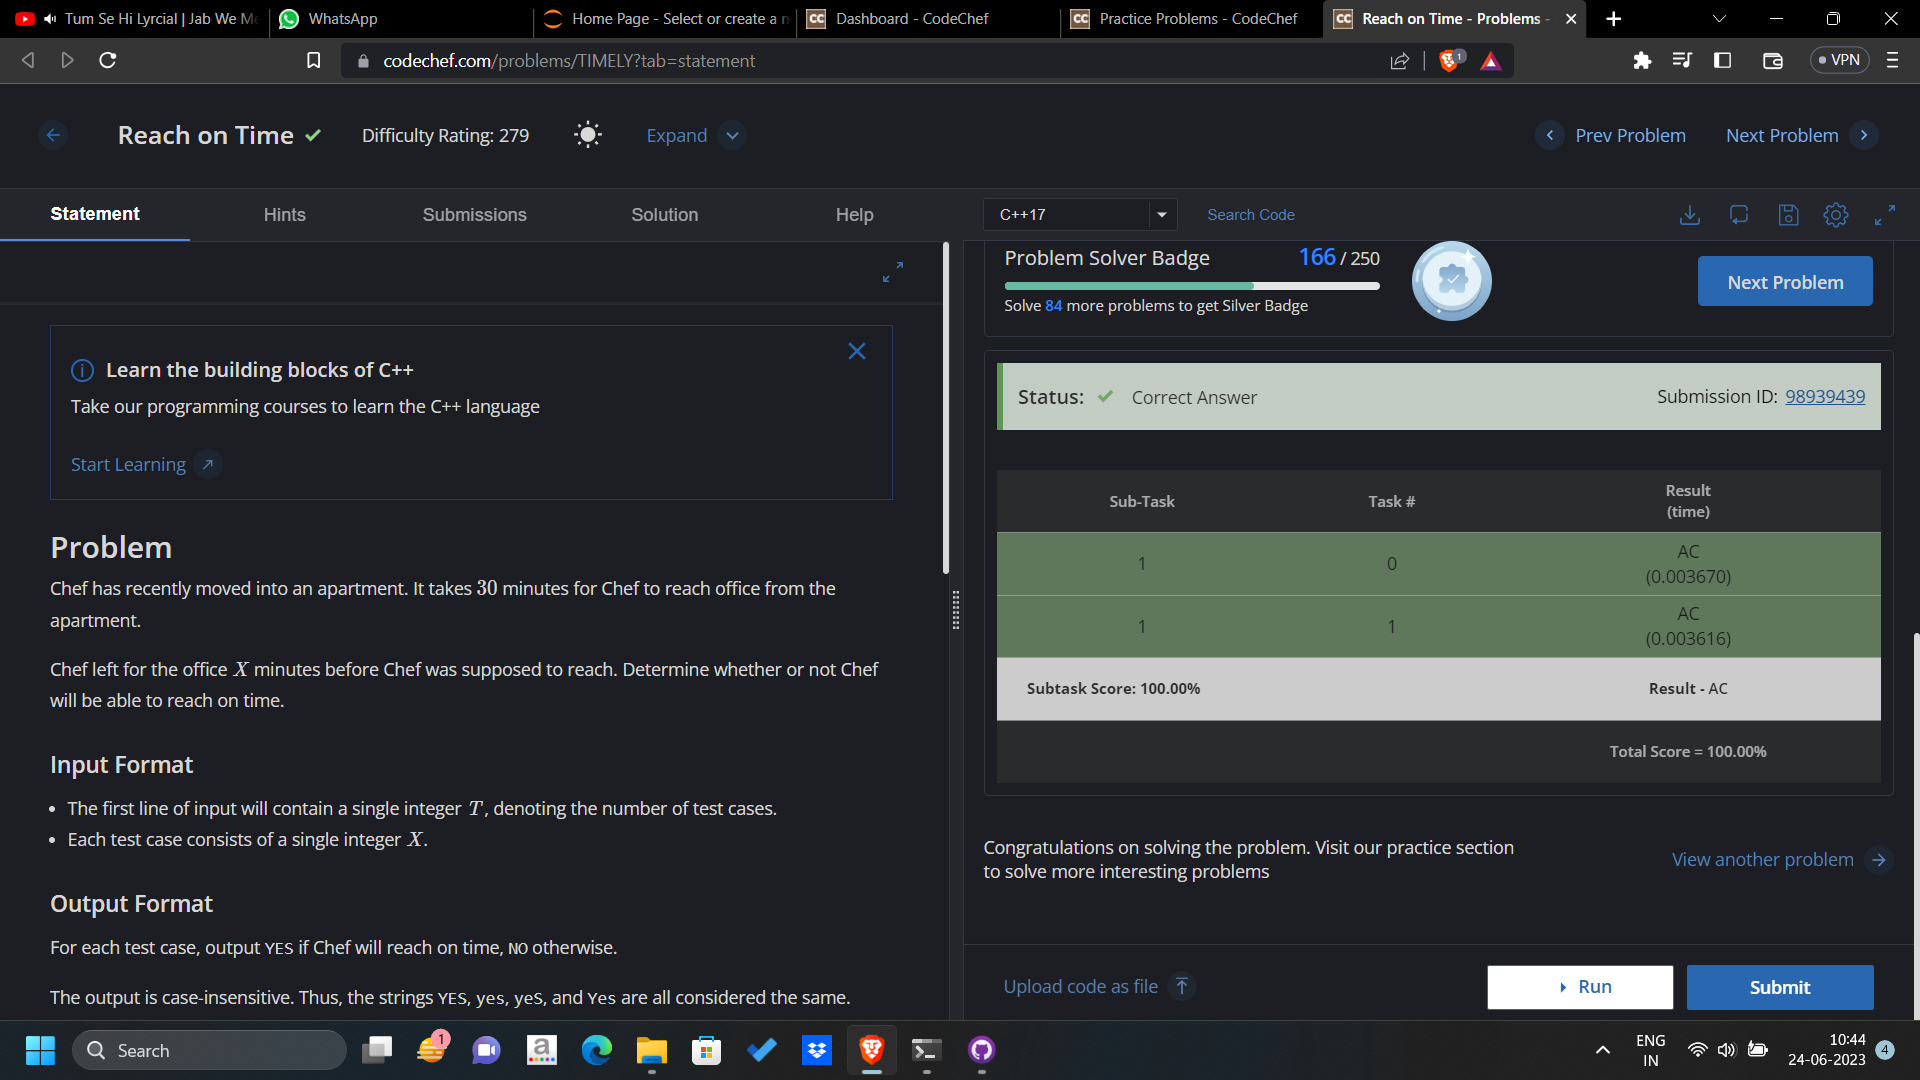 Tum Se Hi Lyrcial | Jab We Me
WhatsApp
Home Page - Select or create a n
CC Dashboard - CodeChef
CC Practice Problems - CodeChef
CC Reach on Time - Problems -
codechef.com/problems/TIMELY?tab=statement
1
VPN
Reach on Time
Difficulty Rating: 279
Expand
Prev Problem
Next Problem
Statement
Hints
Submissions
Solution
Help
Learn the building blocks of C++
Take our programming courses to learn the C++ language
Start Learning
Problem
Chef has recently moved into an apartment. It takes 30 minutes for Chef to reach office from the
apartment.
Chef left for the office X minutes before Chef was supposed to reach. Determine whether or not Chef
will be able to reach on time.
Input Format
• The first line of input will contain a single integer T, denoting the number of test cases.
• Each test case consists of a single integer X.
Output Format
For each test case, output YES if Chef will reach on time, NO otherwise.
The output is case-insensitive. Thus, the strings YES, yes, yeS, and Yes are all considered the same.
C++17
Search Code
Problem Solver Badge
166 / 250
Solve 84 more problems to get Silver Badge
Next Problem
Status: Correct Answer
Submission ID: 98939439
Sub-Task
Task #
Result
(time)
1
0
AC
(0.003670)
1
1
AC
(0.003616)
Subtask Score: 100.00%
Result - AC
Total Score = 100.00%
Congratulations on solving the problem. Visit our practice section
to solve more interesting problems
View another problem
Upload code as file
Run
Submit
Search
1
a
ENG
IN
10:44
24-06-2023
4